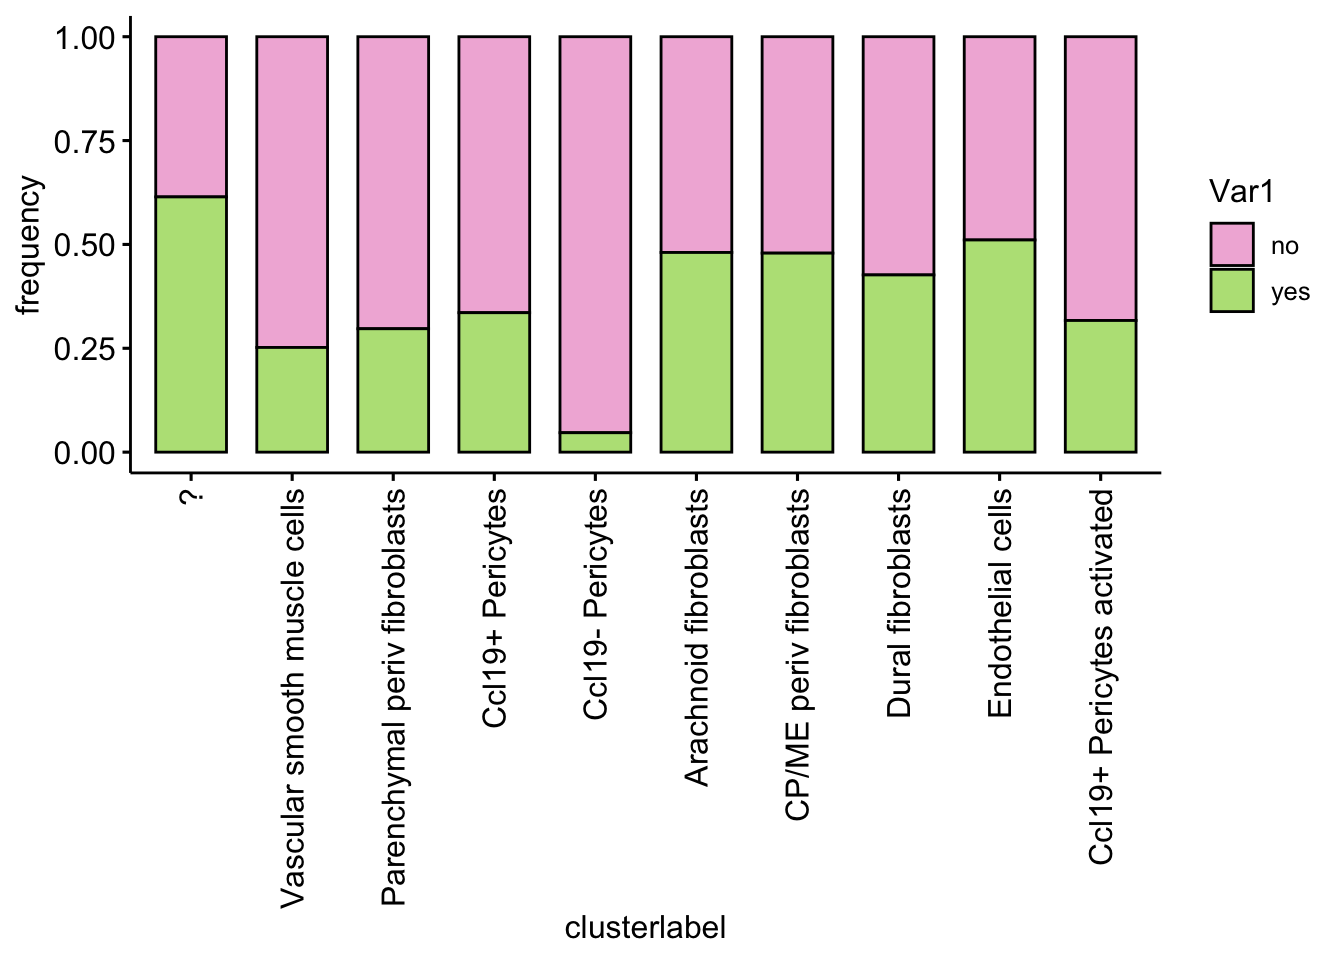 frequency
1.00
0.75
0.50
0.25
0.00
?
Vascular smooth muscle cells
Parenchymal periv fibroblasts
Ccl19+ Pericytes
Ccl19- Pericytes
Arachnoid fibroblasts
CP/ME periv fibroblasts
Dural fibroblasts
Endothelial cells
Ccl19+ Pericytes activated
clusterlabel
Var1
no
yes